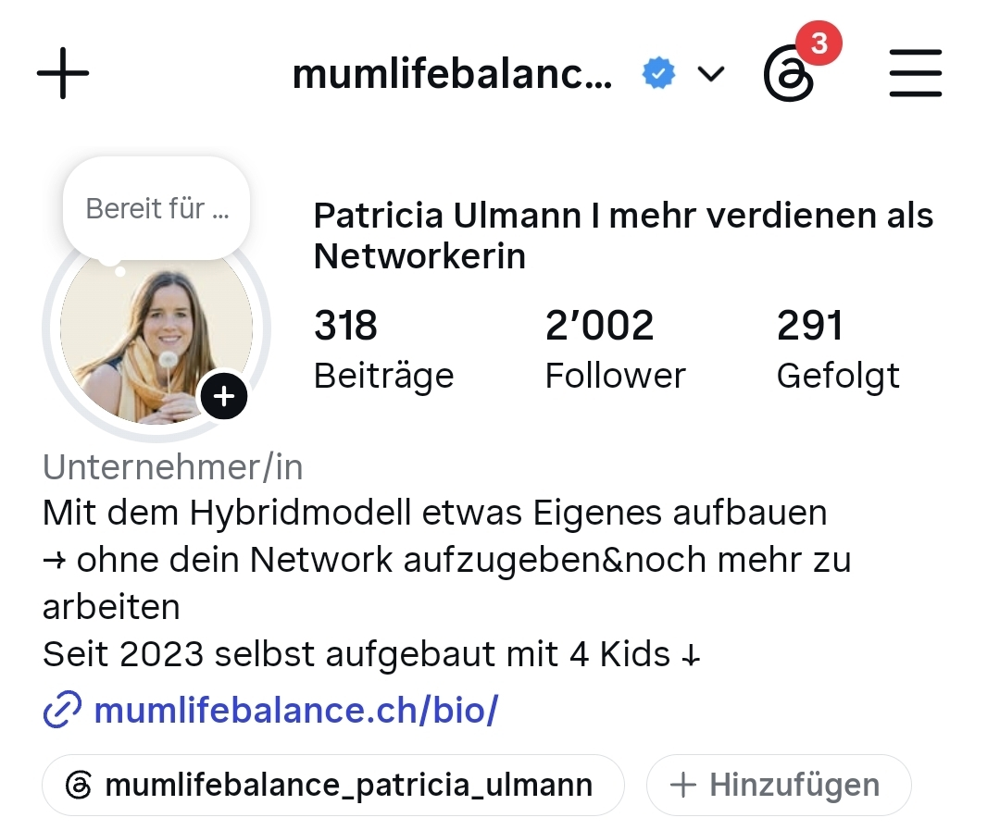 mumlifebalanc...
3
Bereit für ...
Patricia Ulmann I mehr verdienen als
Networkerin
318
2’002
291
Beiträge
Follower
Gefolgt
Unternehmer/in
Mit dem Hybridmodell etwas Eigenes aufbauen
→ ohne dein Network aufzugeben&noch mehr zu
arbeiten
Seit 2023 selbst aufgebaut mit 4 Kids ↓
mumlifebalance.ch/bio/
mumlifebalance_patricia_ulmann
Hinzufügen